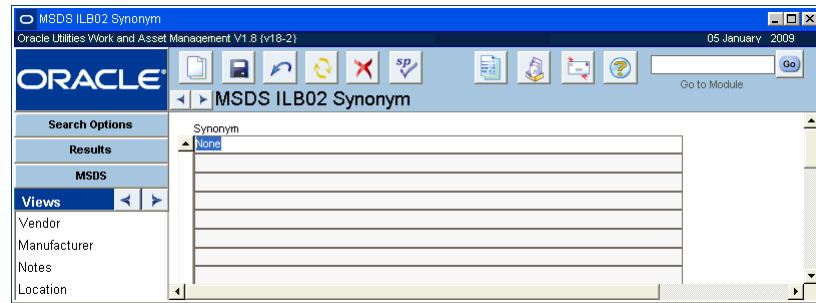 MSDS ILB02 Synonym
Oracle Utilities Work and Asset Management V1.8 (v18-2) 05 January 2009
ORACLE
sp
Go
Go to Module
MSDS ILB02 Synonym
Search Options
Results
MSDS
Views
Vendor
Manufacturer
Notes
Location
Synonym
None